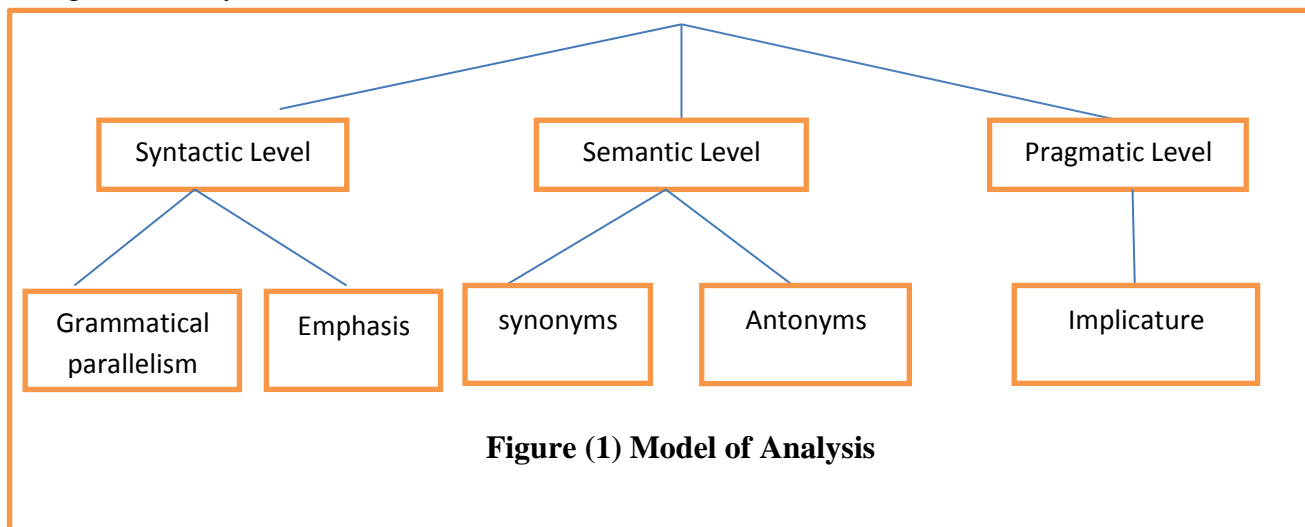 Syntactic Level
Semantic Level
Pragmatic Level
Grammatical
parallelism
Emphasis
synonyms
Antonyms
Implicature
Figure (1) Model of Analysis